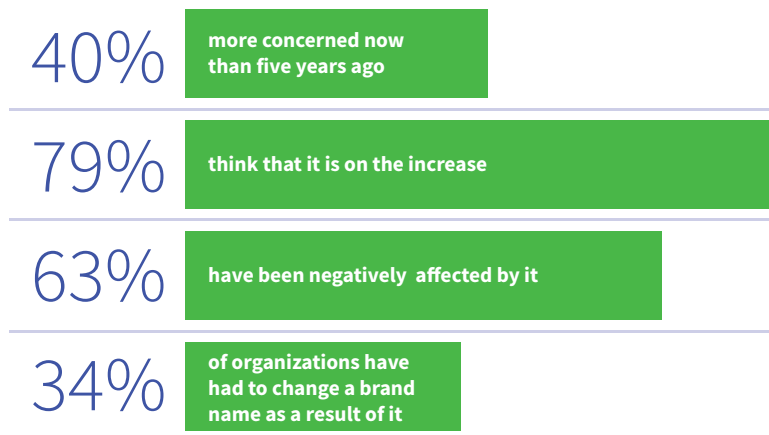 40%
more concerned now
than five years ago
79%
think that it is on the increase
63%
have been negatively  affected by it
34%
of organizations have
had to change a brand
name as a result of it